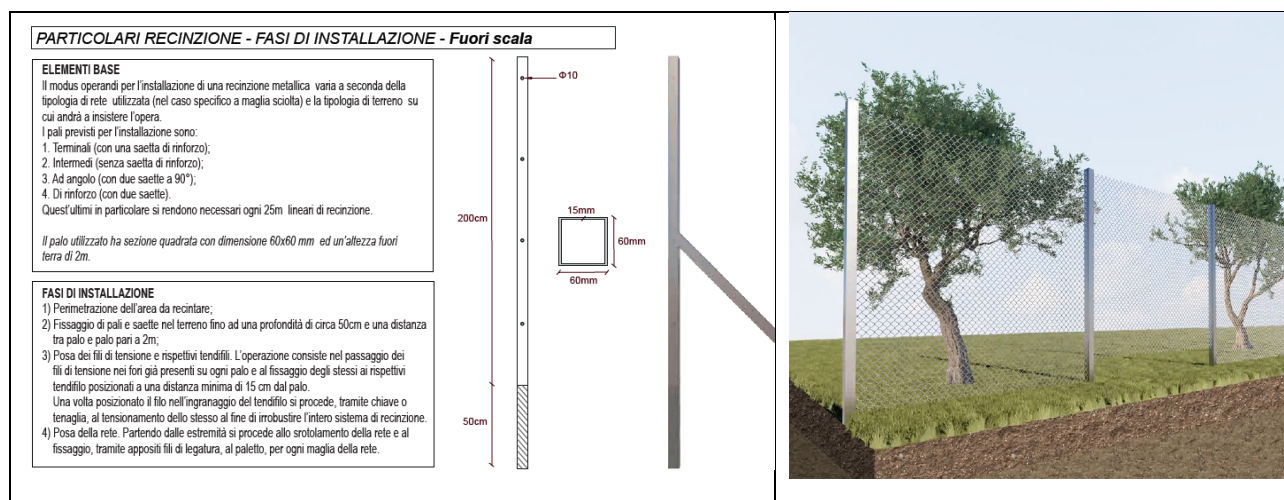 PARTICOLARI RECINZIONE - FASI DI INSTALLAZIONE - Fuori scala
ELEMENTI BASE
Il modus operandi per l'installazione di una recinzione metallica varia a seconda della
tipologia di rete utilizzata (nel caso specifico a maglia sciolta) e la tipologia di terreno su
cui andrà a insistere l'opera.
I pali previsti per l'installazione sono:
1. Terminali (con una saetta di rinforzo);
2. Intermedi (senza saetta di rinforzo);
3. Ad angolo (con due saette a 90°);
4. Di rinforzo (con due saette).
Quest'ultimi in particolare si rendono necessari ogni 25m lineari di recinzione.
Il palo utilizzato ha sezione quadrata con dimensione 60x60 mm ed un'altezza fuori
terra di 2m.
FASI DI INSTALLAZIONE
1) Perimetrazione dell'area da recintare;
2) Fissaggio di pali e saette nel terreno fino ad una profondità di circa 50cm e una distanza
tra palo e palo pari a 2m;
3) Posa dei fili di tensione e rispettivi tendifili. L'operazione consiste nel passaggio dei
fili di tensione nei fori già presenti su ogni palo e al fissaggio degli stessi ai rispettivi
tendifilo posizionati a una distanza minima di 15 cm dal palo.
Una volta posizionato il filo nell'ingranaggio del tendifilo si procede, tramite chiave o
tenaglia, al tensionamento dello stesso al fine di irrobustire l'intero sistema di recinzione.
4) Posa della rete. Partendo dalle estremità si procede allo srotolamento della rete e al
fissaggio, tramite appositi fili di legatura, al paletto, per ogni maglia della rete.
Φ10
200cm
15mm
60mm
60mm
50cm